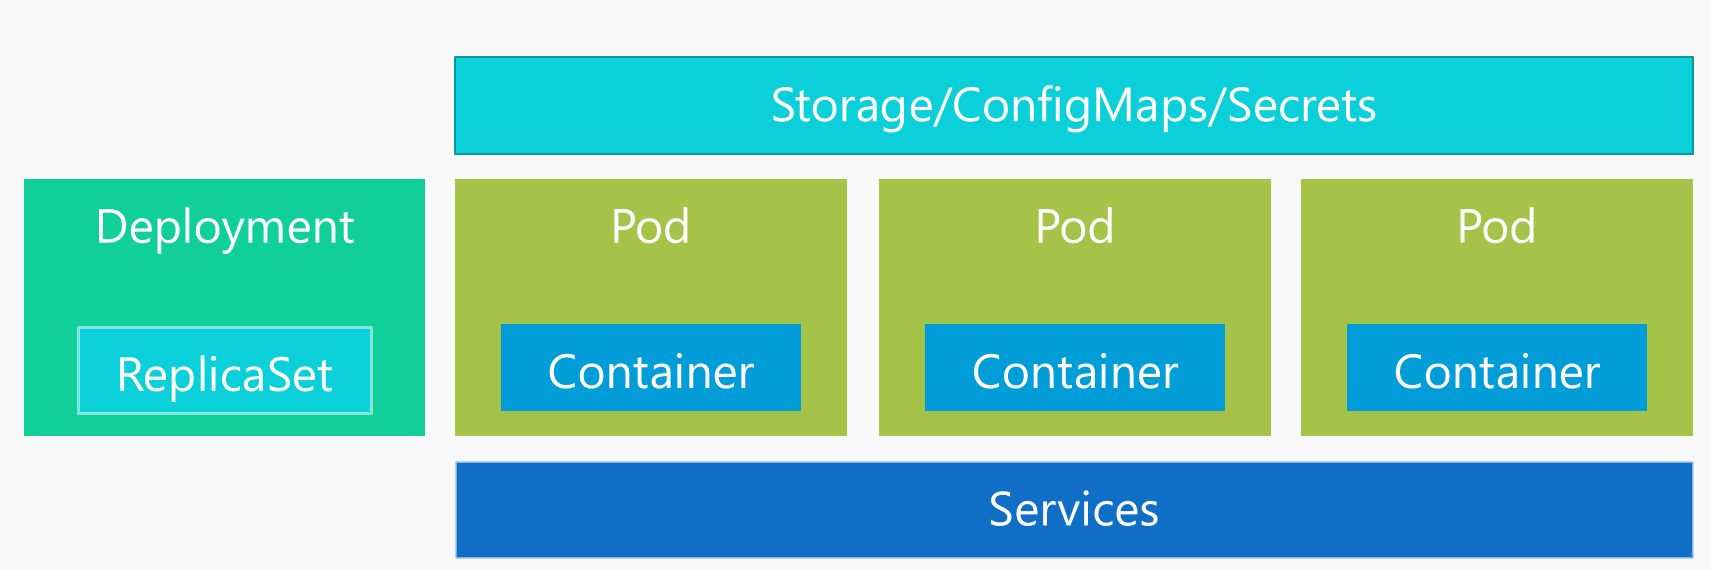 Storage/ConfigMaps/Secrets
Deployment
ReplicaSet
Pod
Container
Pod
Container
Pod
Container
Services